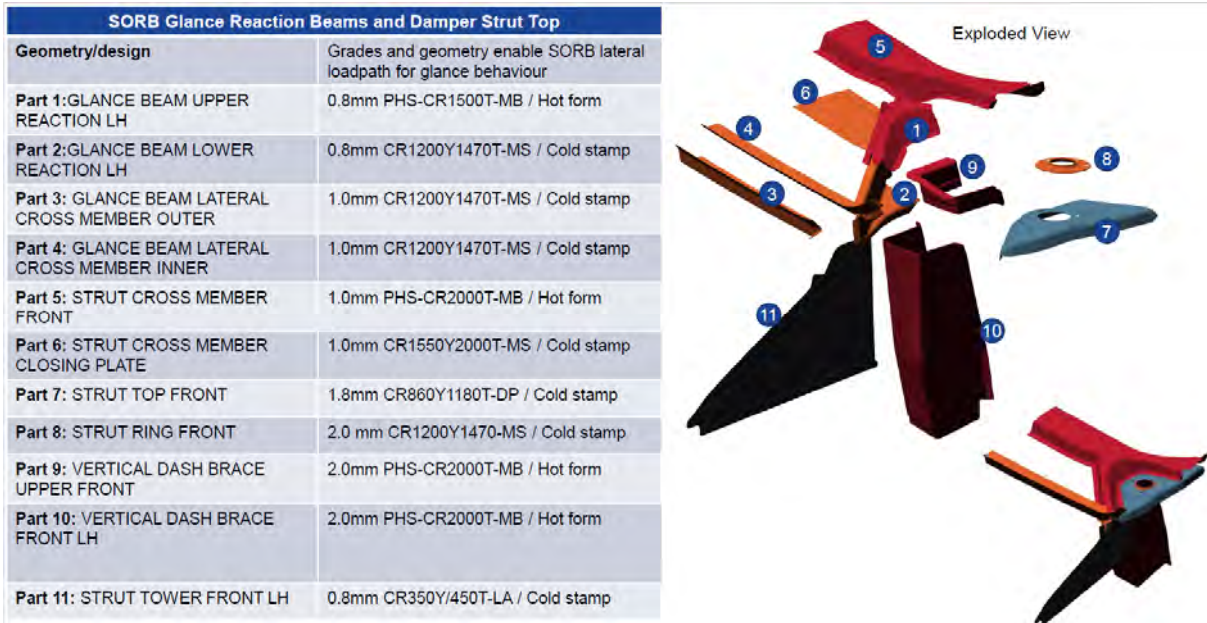 SORB Glance Reaction Beams and Damper Strut Top
Geometry/design
Grades and geometry enable SORB lateral
loadpath for glance behaviour
Part 1:GLANCE BEAM UPPER
REACTION LH
0.8mm PHS-CR1500T-MB / Hot form
Part 2:GLANCE BEAM LOWER
REACTION LH
0.8mm CR1200Y1470T-MS / Cold stamp
Part 3: GLANCE BEAM LATERAL
CROSS MEMBER OUTER
1.0mm CR1200Y1470T-MS / Cold stamp
Part 4: GLANCE BEAM LATERAL
CROSS MEMBER INNER
1.0mm CR1200Y1470T-MS / Cold stamp
Part 5: STRUT CROSS MEMBER
FRONT
1.0mm PHS-CR2000T-MB / Hot form
Part 6: STRUT CROSS MEMBER
CLOSING PLATE
1.0mm CR1550Y2000T-MS / Cold stamp
Part 7: STRUT TOP FRONT
1.8mm CR860Y1180T-DP / Cold stamp
Part 8: STRUT RING FRONT
2.0 mm CR1200Y1470-MS / Cold stamp
Part 9: VERTICAL DASH BRACE
UPPER FRONT
2.0mm PHS-CR2000T-MB / Hot form
Part 10: VERTICAL DASH BRACE
FRONT LH
2.0mm PHS-CR2000T-MB / Hot form
Part 11: STRUT TOWER FRONT LH
0.8mm CR350Y/450T-LA / Cold stamp
Exploded View
5
6
1
4
9
8
3
2
7
11
10